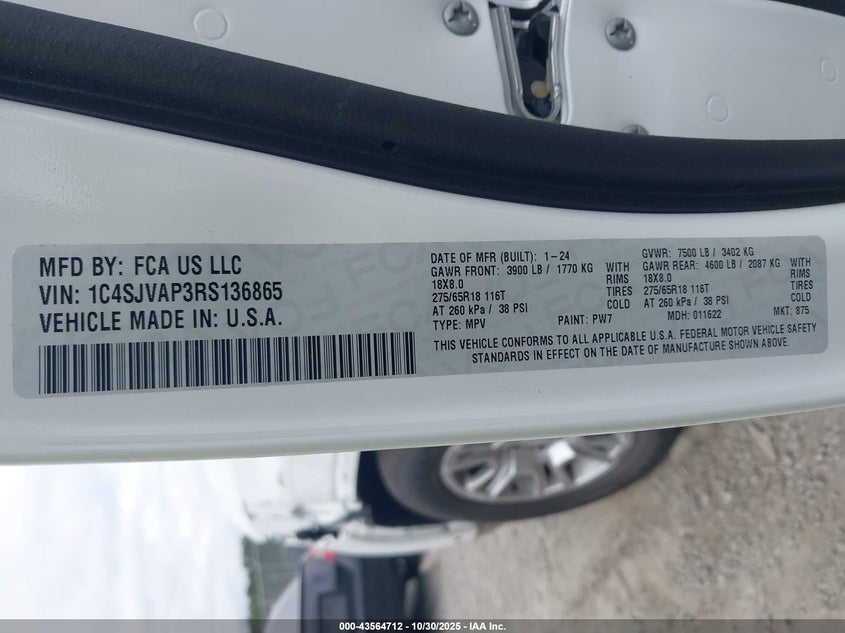 MFD BY: FCA US LLC
VIN: 1C4SJVAP3RS136865
VEHICLE MADE IN: U.S.A.
DATE OF MFR (BUILT): 1-24
GAWR FRONT: 3900 LB / 1770 KG WITH
18X8.0 RIMS
275/65R18 116T TIRES
AT 260 kPa / 38 PSI COLD
TYPE: MPV PAINT: PW7
GVWR: 7500 LB / 3402 KG
GAWR REAR: 4600 LB / 2087 KG WITH
18X8.0 RIMS
275/65R18 116T TIRES
AT 260 kPa / 38 PSI COLD
MDH: 011622 MKT: 875
THIS VEHICLE CONFORMS TO ALL APPLICABLE U.S.A. FEDERAL MOTOR VEHICLE SAFETY
STANDARDS IN EFFECT ON THE DATE OF MANUFACTURE SHOWN ABOVE.
000-43564712 - 10/30/2025 - IAA Inc.